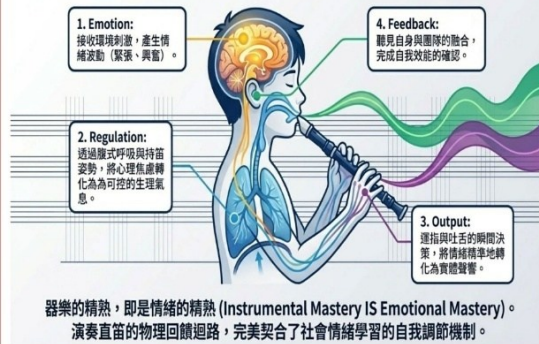 1. Emotion:
接收環境刺激，產生情
緒波動（緊張、興奮）。
2. Regulation:
透過腹式呼吸與持笛
姿勢，將心理焦慮轉
化為為可控的生理氣
息。
3. Output:
運指與吐舌的瞬間決
策，將情緒精準地轉
化為實體聲響。
4. Feedback:
聽見自身與團隊的融合，
完成自我效能的確認。
器樂的精熟，即是情緒的精熟 (Instrumental Mastery IS Emotional Mastery)。
演奏直笛的物理回饋迴路，完美契合了社會情緒學習的自我調節機制。